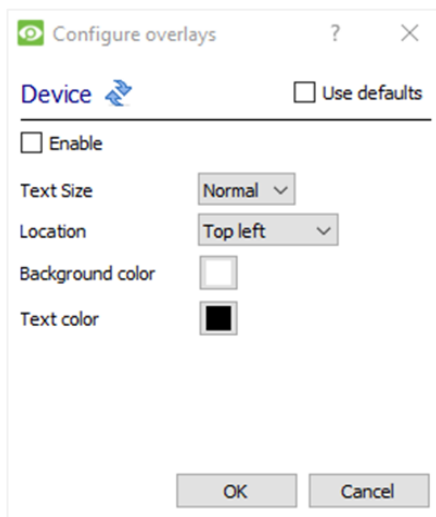 Configure overlays ?
Device Use defaults
Enable
Text Size Normal
Location Top left
Background color
Text color
OK Cancel